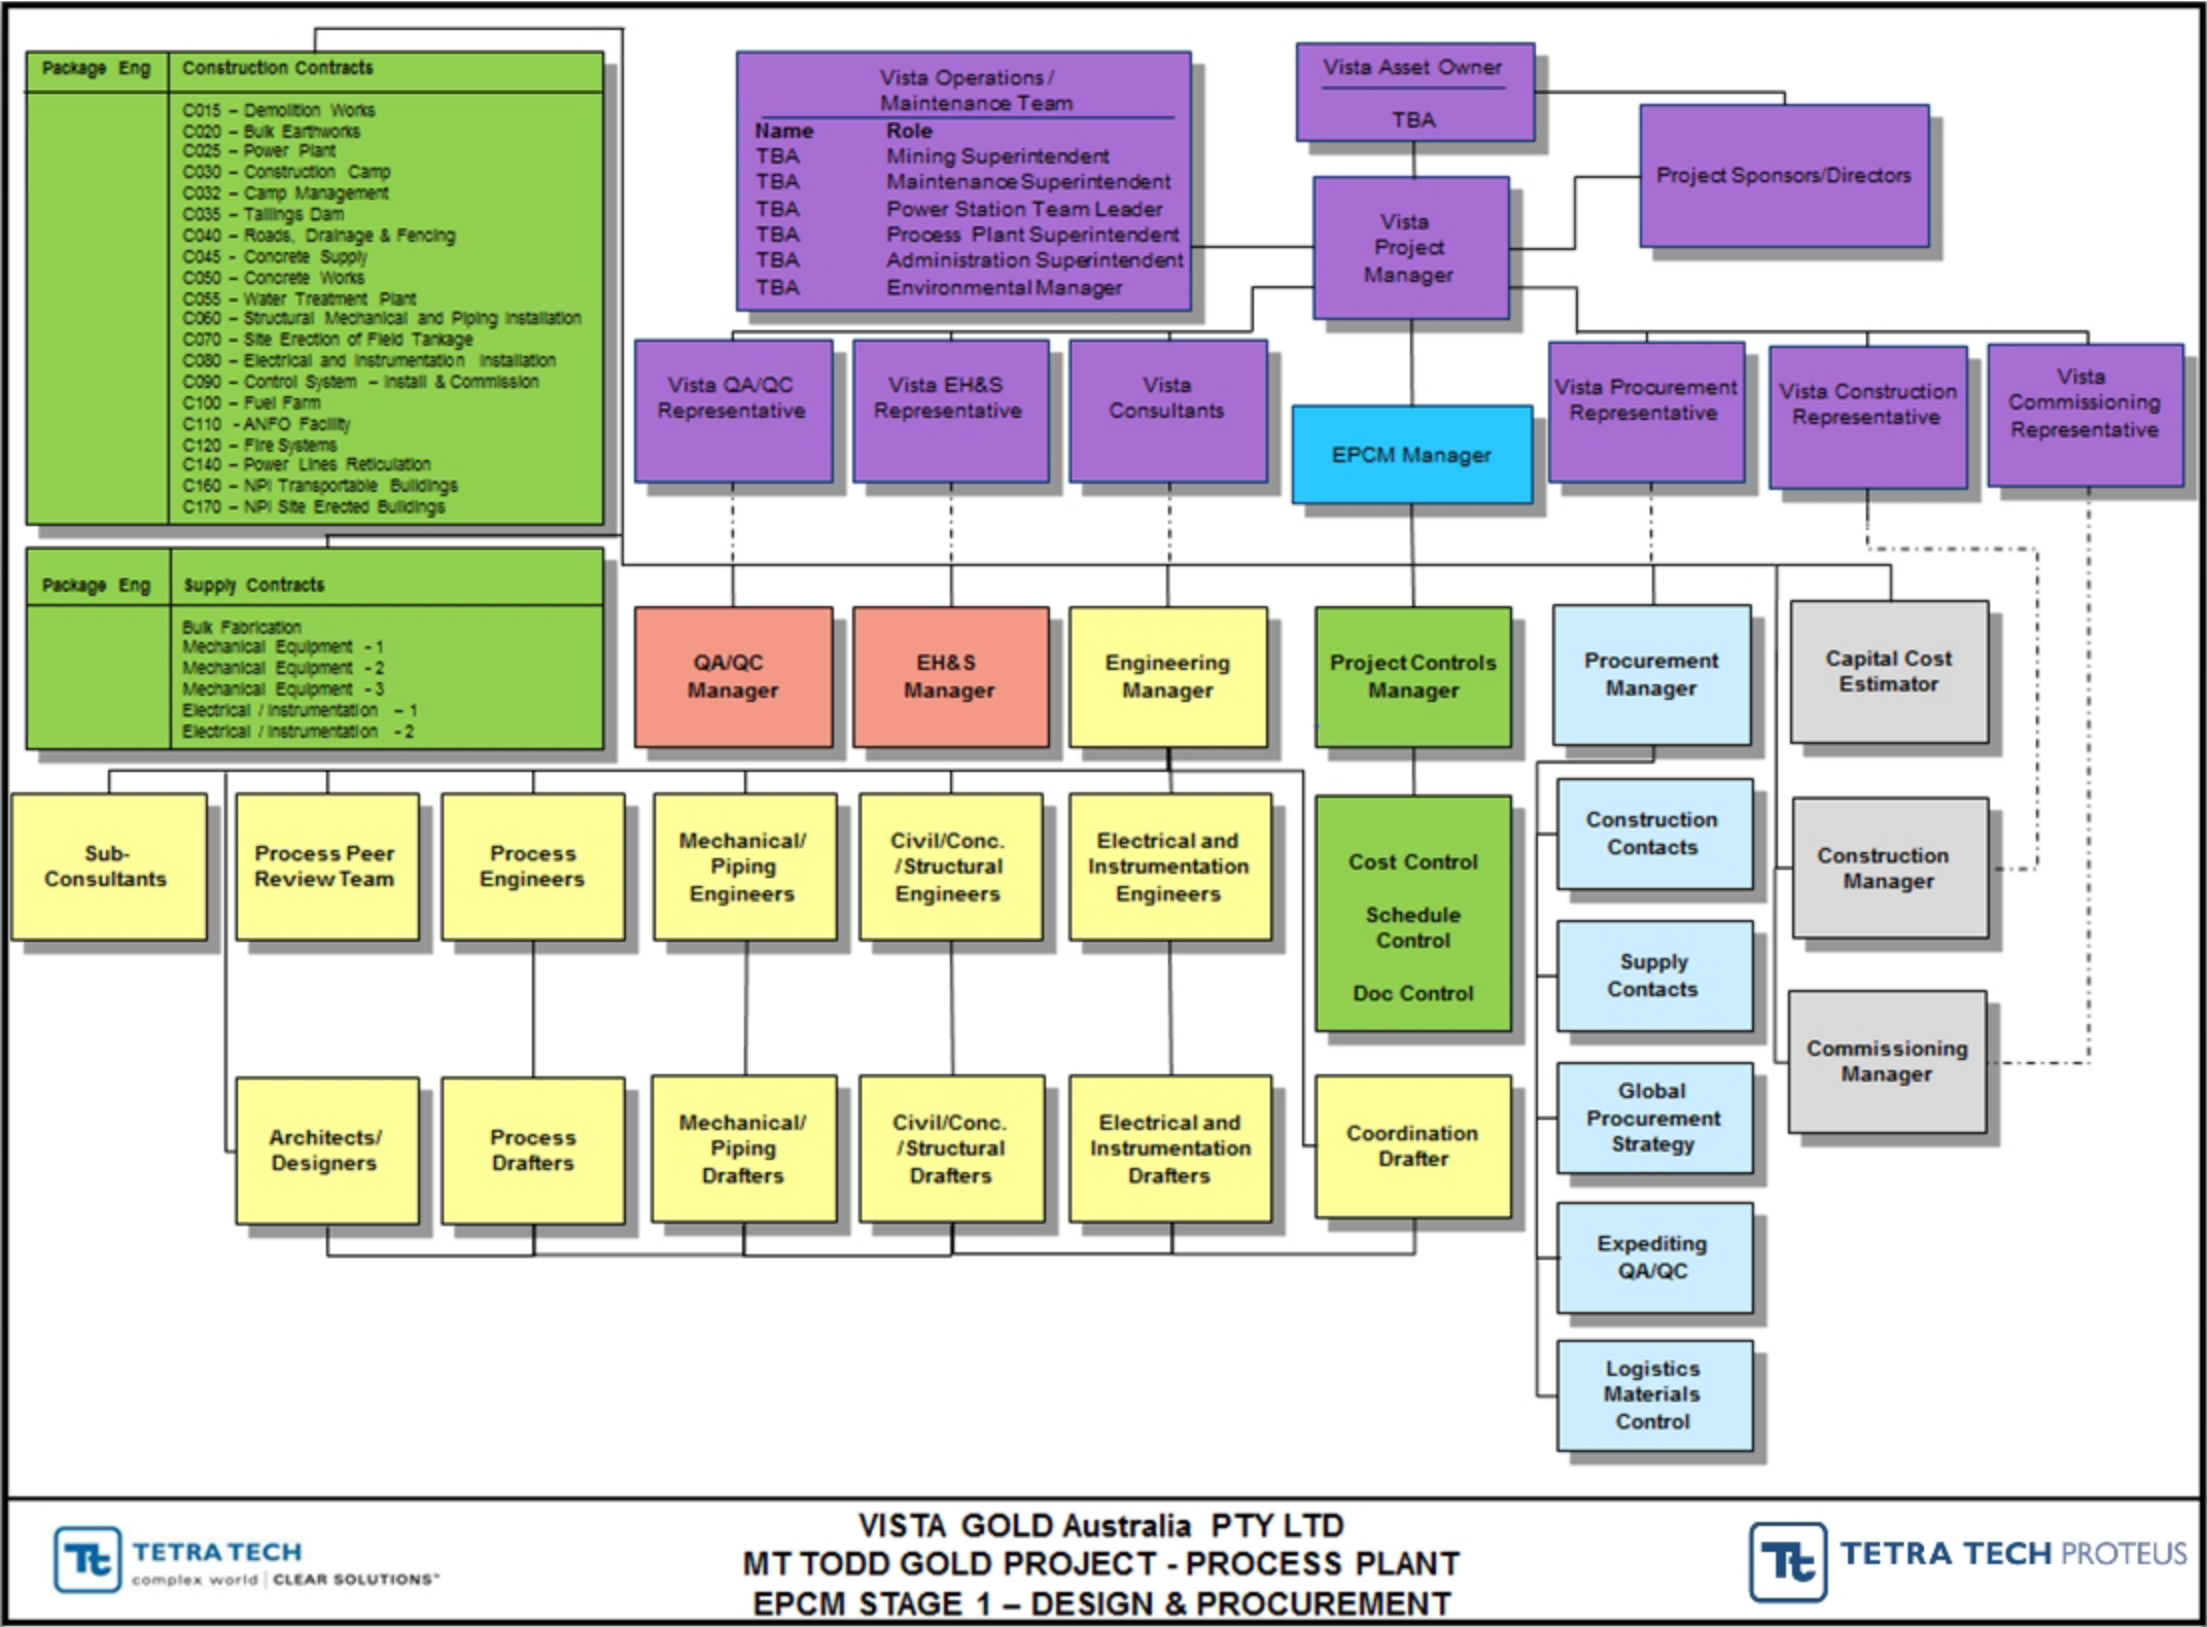 Package Eng Construction Contracts
C015 – Demolition Works
C020 – Bulk Earthworks
C025 – Power Plant
C030 – Construction Camp
C032 – Camp Management
C035 – Tailings Dam
C040 – Roads, Drainage & Fencing
C045 - Concrete Supply
C050 – Concrete Works
C055 – Water Treatment Plant
C060 – Structural Mechanical and Piping Installation
C070 – Site Erection of Field Tankage
C080 – Electrical and Instrumentation Installation
C090 – Control System – Install & Commission
C100 – Fuel Farm
C110 - ANFO Facility
C120 – Fire Systems
C140 – Power Lines Reticulation
C160 – NPI Transportable Buildings
C170 – NPI Site Erected Buildings
Package Eng Supply Contracts
Bulk Fabrication
Mechanical Equipment - 1
Mechanical Equipment - 2
Mechanical Equipment - 3
Electrical / Instrumentation – 1
Electrical / Instrumentation - 2
Vista Operations /
Maintenance Team
Name Role
TBA Mining Superintendent
TBA Maintenance Superintendent
TBA Power Station Team Leader
TBA Process Plant Superintendent
TBA Administration Superintendent
TBA Environmental Manager
Vista Asset Owner
TBA
Project Sponsors/Directors
Vista
Project
Manager
Vista QA/QC
Representative
Vista EH&S
Representative
Vista
Consultants
EPCM Manager
Vista Procurement
Representative
Vista Construction
Representative
Vista
Commissioning
Representative
QA/QC
Manager
EH&S
Manager
Engineering
Manager
Project Controls
Manager
Procurement
Manager
Capital Cost
Estimator
Sub-
Consultants
Process Peer
Review Team
Process
Engineers
Mechanical/
Piping
Engineers
Civil/Conc.
/Structural
Engineers
Electrical and
Instrumentation
Engineers
Cost Control
Schedule
Control
Doc Control
Construction
Contacts
Supply
Contacts
Construction
Manager
Commissioning
Manager
Architects/
Designers
Process
Drafters
Mechanical/
Piping
Drafters
Civil/Conc.
/Structural
Drafters
Electrical and
Instrumentation
Drafters
Coordination
Drafter
Global
Procurement
Strategy
Expediting
QA/QC
Logistics
Materials
Control
Tt TETRA TECH
complex world | CLEAR SOLUTIONS™
VISTA GOLD Australia PTY LTD
MT TODD GOLD PROJECT - PROCESS PLANT
EPCM STAGE 1 – DESIGN & PROCUREMENT
Tt TETRA TECH PROTEUS